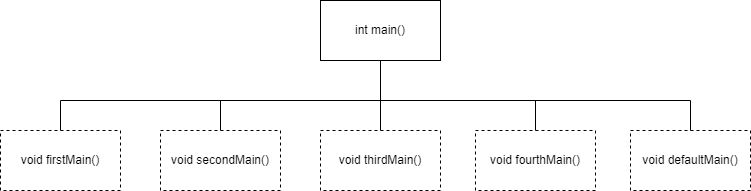 int main()
void firstMain()
void secondMain()
void thirdMain()
void fourthMain()
void defaultMain()